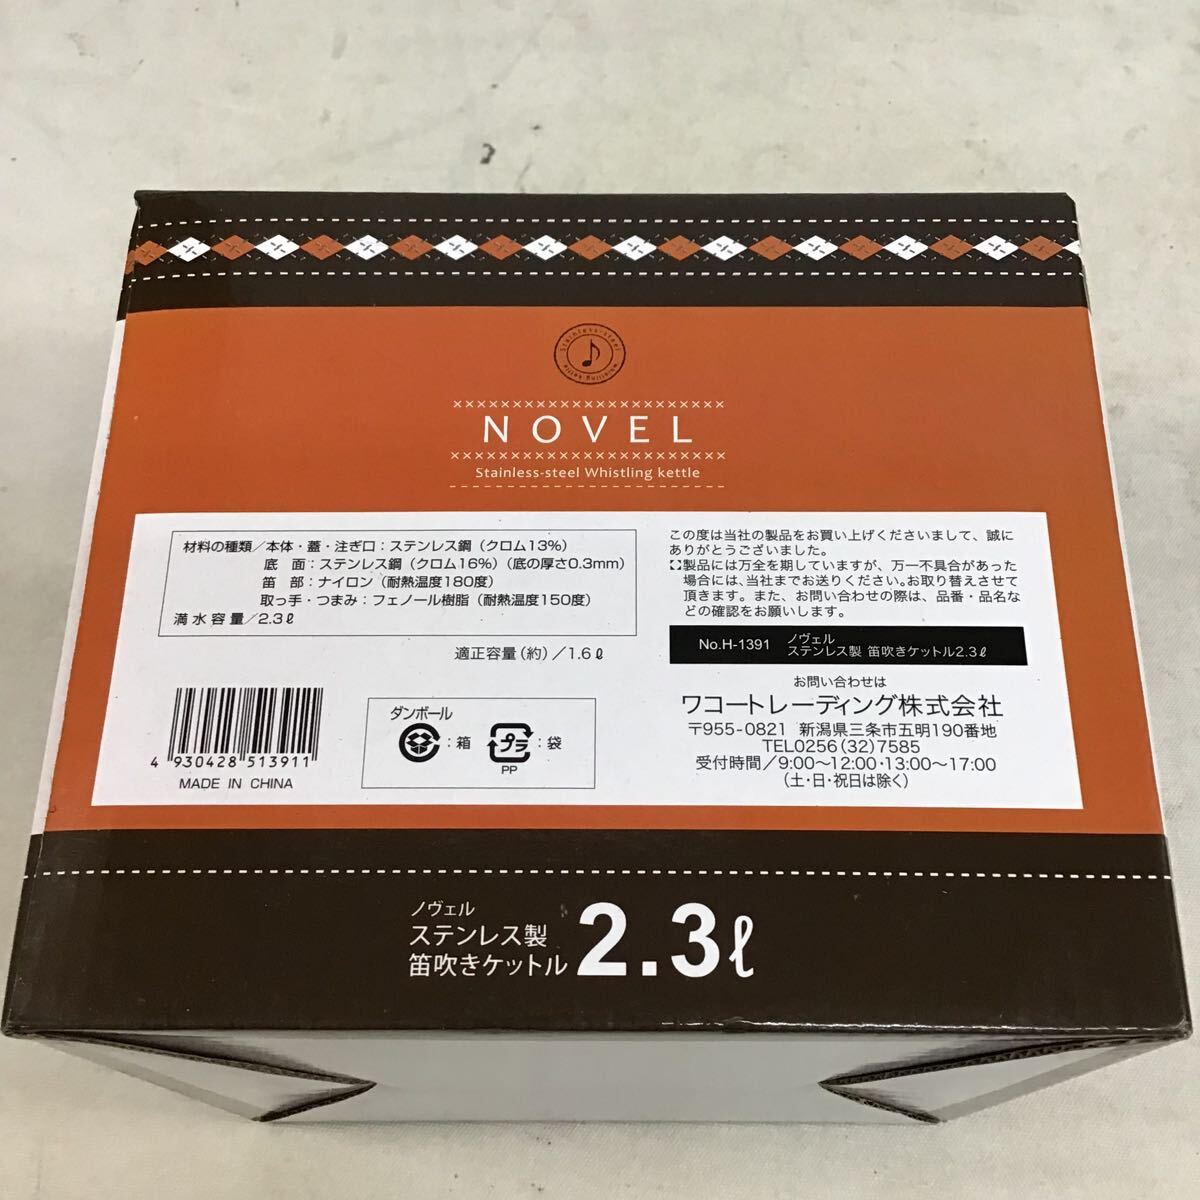 Stainless-steel
whistling kettle
NOVEL
Stainless-steel Whistling kettle
材料の種類／本体・蓋・注ぎ口：ステンレス鋼（クロム13%）
底　面：ステンレス鋼（クロム16%）（底の厚さ0.3mm）
笛　部：ナイロン（耐熱温度180度）
取っ手・つまみ：フェノール樹脂（耐熱温度150度）
満水容量／2.3ℓ
適正容量（約）／1.6ℓ
4 930428 513911
MADE IN CHINA
ダンボール
：箱
プラ
：袋
PP
この度は当社の製品をお買い上げくださいまして、誠に
ありがとうございました。
製品には万全を期していますが、万一不具合があった
場合には、当社までお送りください。お取り替えさせて
頂きます。また、お問い合わせの際は、品番・品名な
どの確認をお願いします。
No.H-1391 ノヴェル
ステンレス製 笛吹きケットル2.3ℓ
お問い合わせは
ワコートレーディング株式会社
〒955-0821 新潟県三条市五明190番地
TEL0256(32)7585
受付時間／9:00〜12:00・13:00〜17:00
（土・日・祝日は除く）
ノヴェル
ステンレス製
笛吹きケットル 2.3ℓ